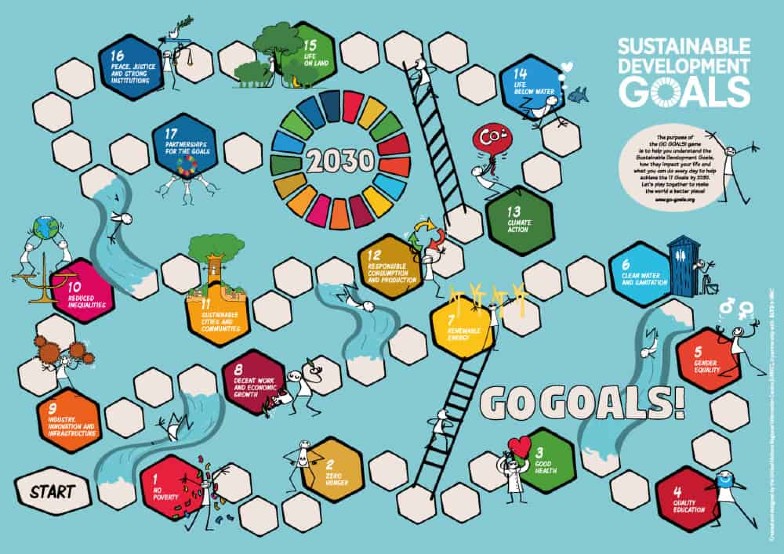 SUSTAINABLE
DEVELOPMENT
GOALS
The purpose of
the GO GOALS! game
is to help you understand the
Sustainable Development Goals,
how they impact your life and
what you can do every day to help
achieve the 17 Goals by 2030.
Let's play together to make
the world a better place!
www.go-goals.org
16
PEACE, JUSTICE
AND STRONG
INSTITUTIONS
15
LIFE
ON LAND
14
LIFE
BELOW WATER
17
PARTNERSHIPS
FOR THE GOALS
2030
CO₂
13
CLIMATE
ACTION
12
RESPONSIBLE
CONSUMPTION
AND PRODUCTION
10
REDUCED
INEQUALITIES
11
SUSTAINABLE
CITIES AND
COMMUNITIES
6
CLEAN WATER
AND SANITATION
7
RENEWABLE
ENERGY
5
GENDER
EQUALITY
8
DECENT WORK
AND ECONOMIC
GROWTH
9
INDUSTRY,
INNOVATION AND
INFRASTRUCTURE
GO GOALS!
START
1
NO
POVERTY
2
ZERO
HUNGER
3
GOOD
HEALTH
4
QUALITY
EDUCATION